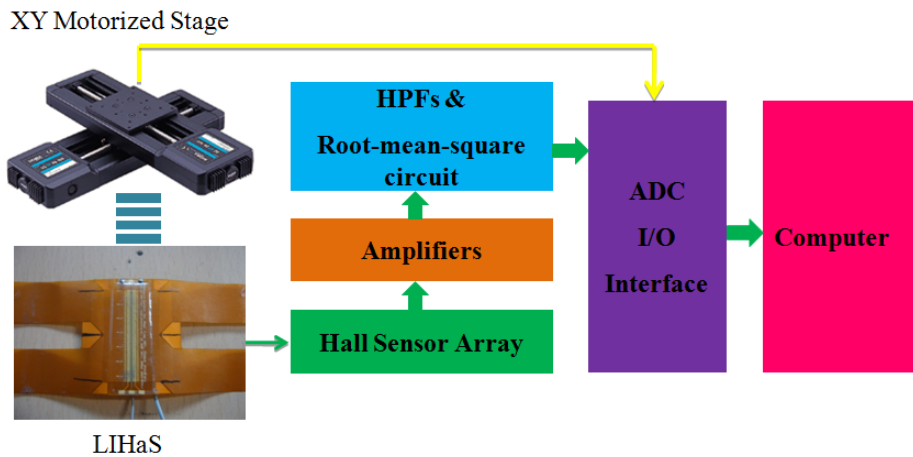 XY Motorized Stage
HPFs &
Root-mean-square
circuit
Amplifiers
Hall Sensor Array
ADC
I/O
Interface
Computer
LIHaS